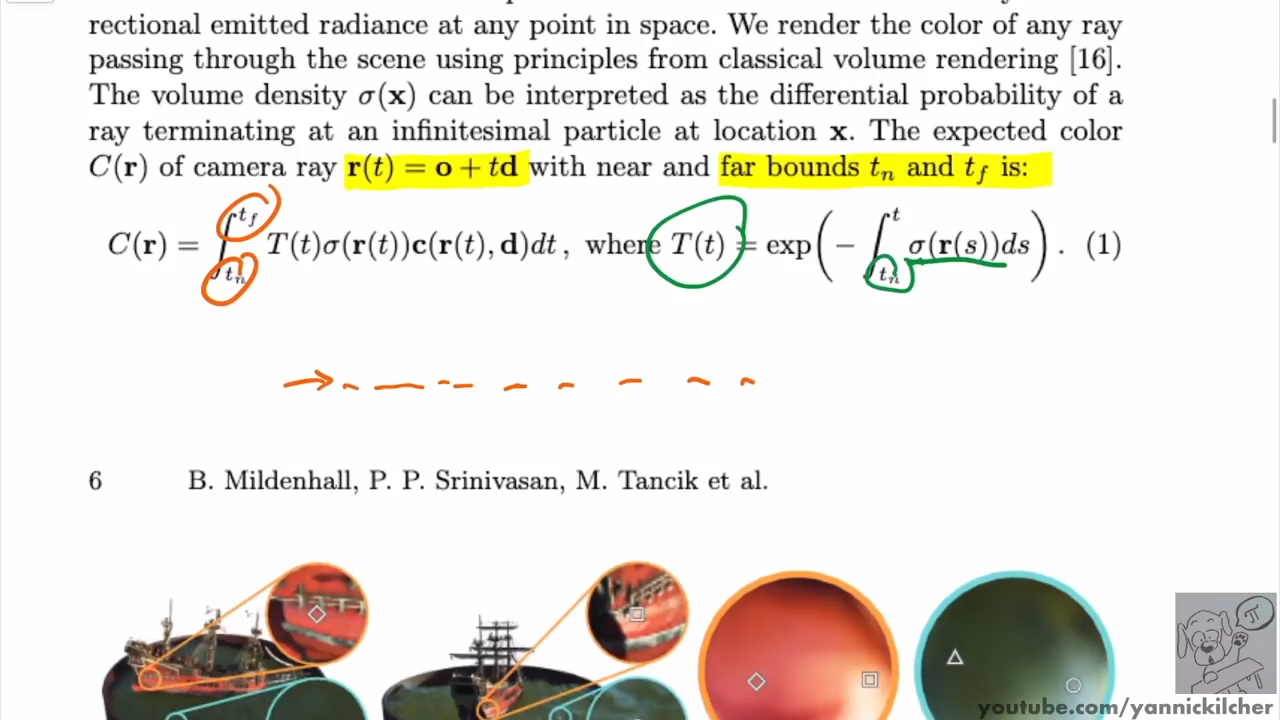 rectional emitted radiance at any point in space. We render the color of any ray
passing through the scene using principles from classical volume rendering [16].
The volume density σ(x) can be interpreted as the differential probability of a
ray terminating at an infinitesimal particle at location x. The expected color
C(r) of camera ray r(t) = o + td with near and far bounds tₙ and t_f is:
C(r) = ∫_{tₙ}^{t_f} T(t)σ(r(t))c(r(t), d)dt , where T(t) = exp(−∫_{tₙ}^{t} σ(r(s))ds) . (1)
6 B. Mildenhall, P. P. Srinivasan, M. Tancik et al.
π
youtube.com/yannickilcher